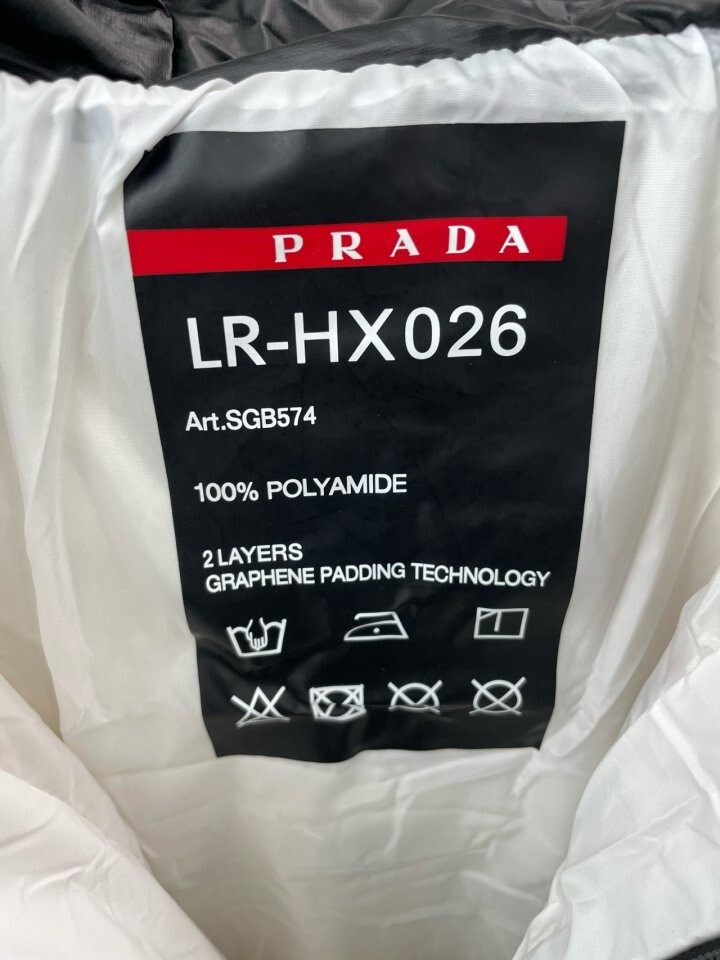 PRADA
LR-HX026
Art.SGB574
100% POLYAMIDE
2 LAYERS
GRAPHENE PADDING TECHNOLOGY